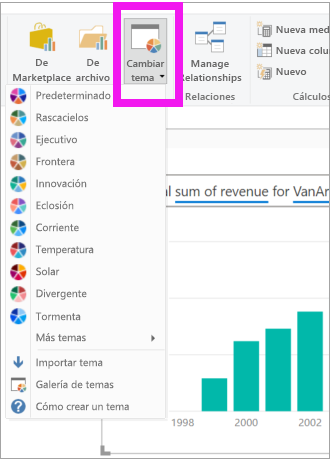 De
Marketplace
De
archivo
Cambiar
tema
Manage
Relationships
Relaciones
Nueva med
Nueva colu
Nuevo
Cálculos
Predeterminado
Rascacielos
Ejecutivo
Frontera
Innovación
Eclosión
Corriente
Temperatura
Solar
Divergente
Tormenta
Más temas
Importar tema
Galería de temas
Cómo crear un tema
al sum of revenue for VanAr
1998
2000
2002